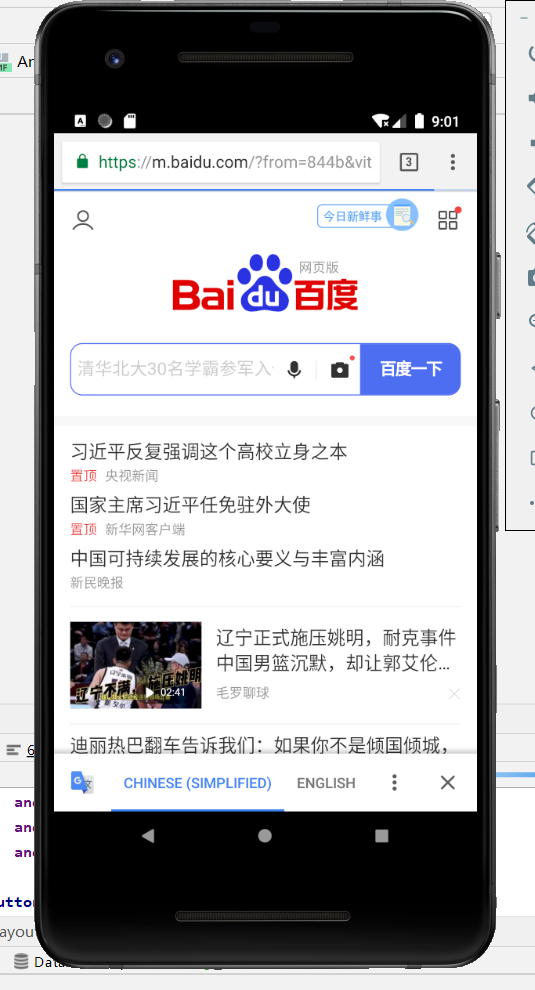 9:01
https://m.baidu.com/?from=844b&vit
3
今日新鲜事
网页版
Bai du 百度
清华北大30名学霸参军入
百度一下
习近平反复强调这个高校立身之本
置顶 央视新闻
国家主席习近平任免驻外大使
置顶 新华网客户端
中国可持续发展的核心要义与丰富内涵
新民晚报
辽宁正式施压姚明，耐克事件
中国男篮沉默，却让郭艾伦...
02:41
毛罗聊球
迪丽热巴翻车告诉我们：如果你不是倾国倾城，
CHINESE (SIMPLIFIED)
ENGLISH
and
and
and
utton
ayout